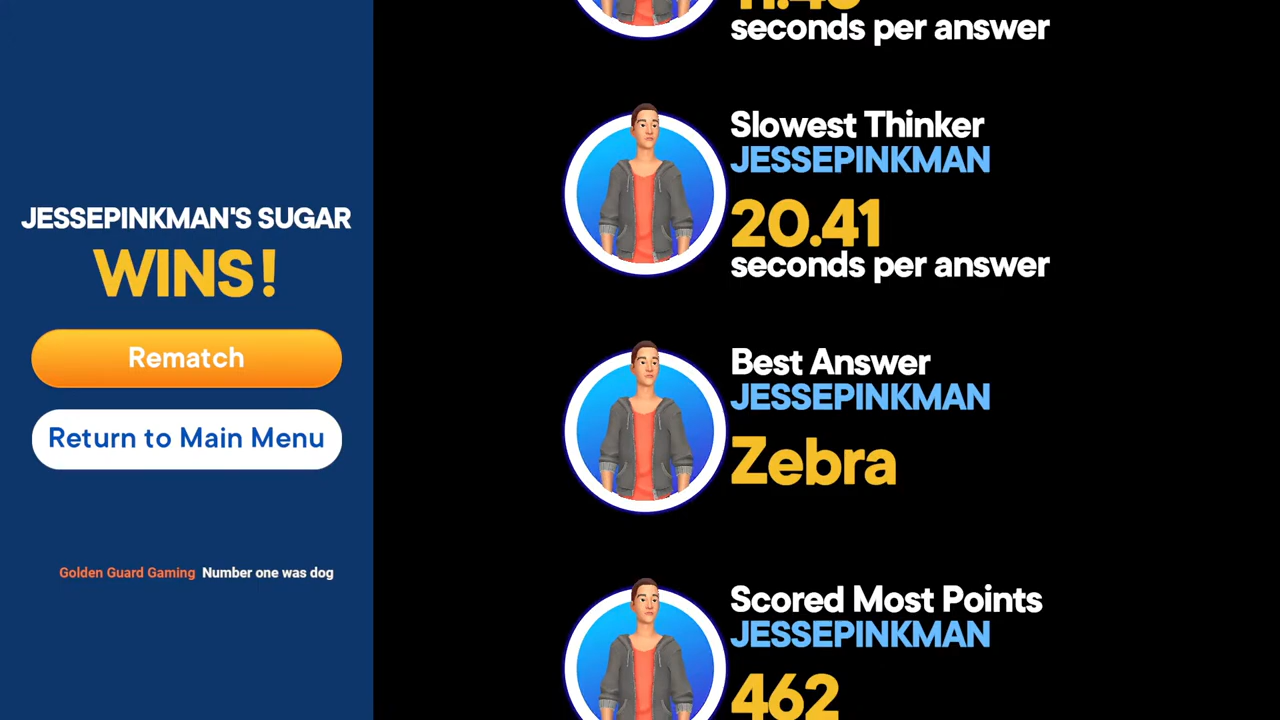 JESSEPINKMAN'S SUGAR
WINS!
Rematch
Return to Main Menu
Golden Guard Gaming Number one was dog
seconds per answer
Slowest Thinker
JESSEPINKMAN
20.41
seconds per answer
Best Answer
JESSEPINKMAN
Zebra
Scored Most Points
JESSEPINKMAN
462